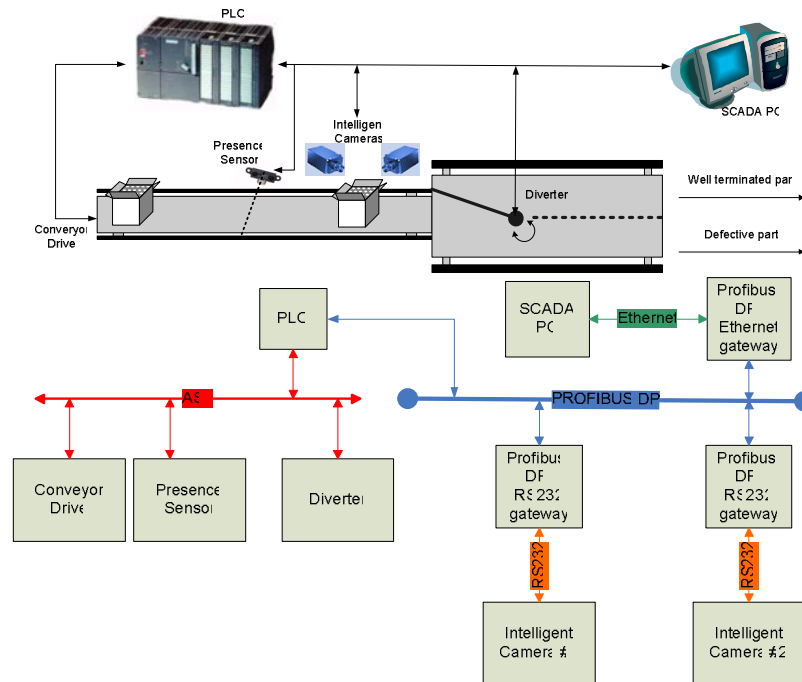 PLC
SCADA PC
Intelligen
Cameras
Presence
Sensor
Conveyor
Drive
Diverter
Well terminated par
Defective part
PLC
SCADA
PC
Ethernet
Profibus
DP
Ethernet
gateway
AS
PROFIBUS DP
Conveyor
Drive
Presence
Sensor
Diverter
Profibus
DP
RS232
gateway
Profibus
DP
RS232
gateway
RS232
RS232
Intelligent
Camera #
Intelligent
Camera #2